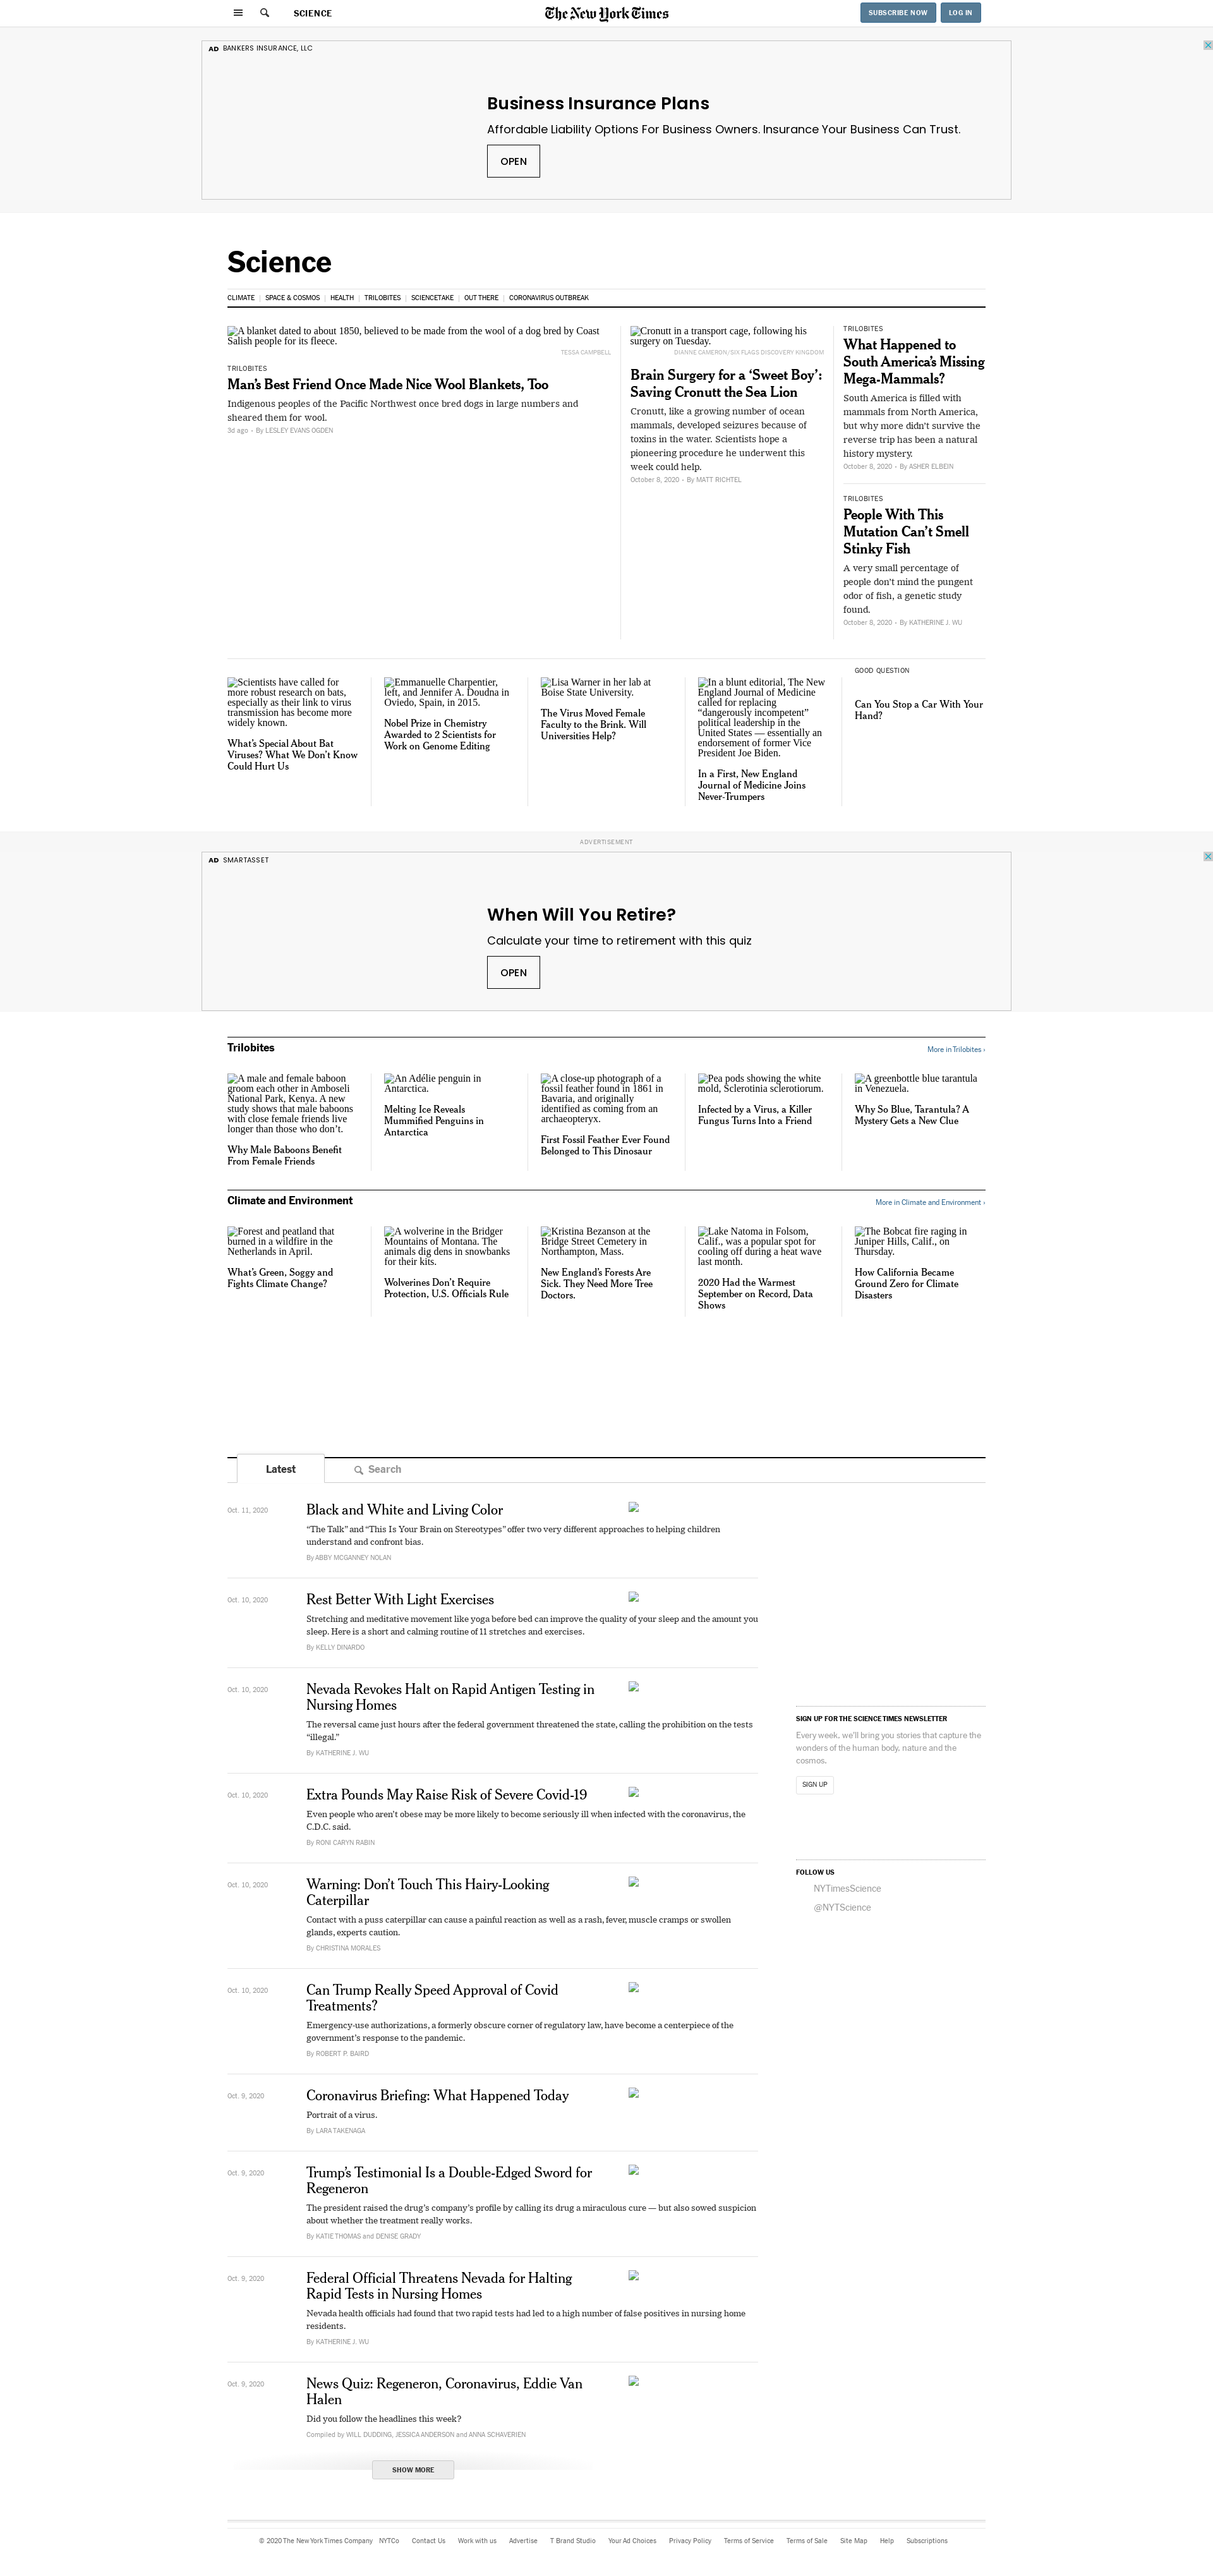 SCIENCE
The New York Times
SUBSCRIBE NOW
LOG IN
AD BANKERS INSURANCE, LLC
Business Insurance Plans
Affordable Liability Options For Business Owners. Insurance Your Business Can Trust.
OPEN
Science
CLIMATE
SPACE & COSMOS
HEALTH
TRILOBITES
SCIENCETAKE
OUT THERE
CORONAVIRUS OUTBREAK
A blanket dated to about 1850, believed to be made from the wool of a dog bred by Coast
Salish people for its fleece.
TESSA CAMPBELL
TRILOBITES
Man's Best Friend Once Made Nice Wool Blankets, Too
Indigenous peoples of the Pacific Northwest once bred dogs in large numbers and
sheared them for wool.
3d ago - By LESLEY EVANS OGDEN
Cronutt in a transport cage, following his
surgery on Tuesday.
DIANNE CAMERON/SIX FLAGS DISCOVERY KINGDOM
Brain Surgery for a ‘Sweet Boy’:
Saving Cronutt the Sea Lion
Cronutt, like a growing number of ocean
mammals, developed seizures because of
toxins in the water. Scientists hope a
pioneering procedure he underwent this
week could help.
October 8, 2020 - By MATT RICHTEL
TRILOBITES
What Happened to
South America’s Missing
Mega-Mammals?
South America is filled with
mammals from North America,
but why more didn’t survive the
reverse trip has been a natural
history mystery.
October 8, 2020 - By ASHER ELBEIN
TRILOBITES
People With This
Mutation Can’t Smell
Stinky Fish
A very small percentage of
people don’t mind the pungent
odor of fish, a genetic study
found.
October 8, 2020 - By KATHERINE J. WU
Scientists have called for
more robust research on bats,
especially as their link to virus
transmission has become more
widely known.
What’s Special About Bat
Viruses? What We Don’t Know
Could Hurt Us
Emmanuelle Charpentier,
left, and Jennifer A. Doudna in
Oviedo, Spain, in 2015.
Nobel Prize in Chemistry
Awarded to 2 Scientists for
Work on Genome Editing
Lisa Warner in her lab at
Boise State University.
The Virus Moved Female
Faculty to the Brink. Will
Universities Help?
In a blunt editorial, The New
England Journal of Medicine
called for replacing
“dangerously incompetent”
political leadership in the
United States — essentially an
endorsement of former Vice
President Joe Biden.
In a First, New England
Journal of Medicine Joins
Never-Trumpers
GOOD QUESTION
Can You Stop a Car With Your
Hand?
ADVERTISEMENT
AD SMARTASSET
When Will You Retire?
Calculate your time to retirement with this quiz
OPEN
Trilobites
More in Trilobites ›
A male and female baboon
groom each other in Amboseli
National Park, Kenya. A new
study shows that male baboons
with close female friends live
longer than those who don’t.
Why Male Baboons Benefit
From Female Friends
An Adélie penguin in
Antarctica.
Melting Ice Reveals
Mummified Penguins in
Antarctica
A close-up photograph of a
fossil feather found in 1861 in
Bavaria, and originally
identified as coming from an
archaeopteryx.
First Fossil Feather Ever Found
Belonged to This Dinosaur
Pea pods showing the white
mold, Sclerotinia sclerotiorum.
Infected by a Virus, a Killer
Fungus Turns Into a Friend
A greenbottle blue tarantula
in Venezuela.
Why So Blue, Tarantula? A
Mystery Gets a New Clue
Climate and Environment
More in Climate and Environment ›
Forest and peatland that
burned in a wildfire in the
Netherlands in April.
What’s Green, Soggy and
Fights Climate Change?
A wolverine in the Bridger
Mountains of Montana. The
animals dig dens in snowbanks
for their kits.
Wolverines Don’t Require
Protection, U.S. Officials Rule
Kristina Bezanson at the
Bridge Street Cemetery in
Northampton, Mass.
New England’s Forests Are
Sick. They Need More Tree
Doctors.
Lake Natoma in Folsom,
Calif., was a popular spot for
cooling off during a heat wave
last month.
2020 Had the Warmest
September on Record, Data
Shows
The Bobcat fire raging in
Juniper Hills, Calif., on
Thursday.
How California Became
Ground Zero for Climate
Disasters
Latest
Search
Oct. 11, 2020
Black and White and Living Color
“The Talk” and “This Is Your Brain on Stereotypes” offer two very different approaches to helping children
understand and confront bias.
By ABBY MCGANNEY NOLAN
Oct. 10, 2020
Rest Better With Light Exercises
Stretching and meditative movement like yoga before bed can improve the quality of your sleep and the amount you
sleep. Here is a short and calming routine of 11 stretches and exercises.
By KELLY DINARDO
Oct. 10, 2020
Nevada Revokes Halt on Rapid Antigen Testing in
Nursing Homes
The reversal came just hours after the federal government threatened the state, calling the prohibition on the tests
“illegal.”
By KATHERINE J. WU
Oct. 10, 2020
Extra Pounds May Raise Risk of Severe Covid-19
Even people who aren’t obese may be more likely to become seriously ill when infected with the coronavirus, the
C.D.C. said.
By RONI CARYN RABIN
Oct. 10, 2020
Warning: Don’t Touch This Hairy-Looking
Caterpillar
Contact with a puss caterpillar can cause a painful reaction as well as a rash, fever, muscle cramps or swollen
glands, experts caution.
By CHRISTINA MORALES
Oct. 10, 2020
Can Trump Really Speed Approval of Covid
Treatments?
Emergency-use authorizations, a formerly obscure corner of regulatory law, have become a centerpiece of the
government’s response to the pandemic.
By ROBERT P. BAIRD
Oct. 9, 2020
Coronavirus Briefing: What Happened Today
Portrait of a virus.
By LARA TAKENAGA
Oct. 9, 2020
Trump’s Testimonial Is a Double-Edged Sword for
Regeneron
The president raised the drug’s company’s profile by calling its drug a miraculous cure — but also sowed suspicion
about whether the treatment really works.
By KATIE THOMAS and DENISE GRADY
Oct. 9, 2020
Federal Official Threatens Nevada for Halting
Rapid Tests in Nursing Homes
Nevada health officials had found that two rapid tests had led to a high number of false positives in nursing home
residents.
By KATHERINE J. WU
Oct. 9, 2020
News Quiz: Regeneron, Coronavirus, Eddie Van
Halen
Did you follow the headlines this week?
Compiled by WILL DUDDING, JESSICA ANDERSON and ANNA SCHAVERIEN
SHOW MORE
SIGN UP FOR THE SCIENCE TIMES NEWSLETTER
Every week, we’ll bring you stories that capture the
wonders of the human body, nature and the
cosmos.
SIGN UP
FOLLOW US
NYTimesScience
@NYTScience
© 2020 The New York Times Company NYTCo Contact Us Work with us Advertise T Brand Studio Your Ad Choices Privacy Policy Terms of Service Terms of Sale Site Map Help Subscriptions